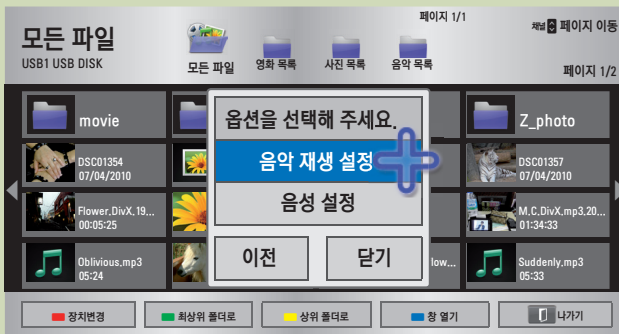 모든 파일
USB1 USB DISK
모든 파일
영화 목록
사진 목록
음악 목록
페이지 1/1
채널 페이지 이동
페이지 1/2
movie
Z_photo
DSC01354
07/04/2010
DSC01357
07/04/2010
Flower,DivX,19...
00:05:25
M.C,DivX,mp3,20...
01:34:33
Oblivious,mp3
05:24
low...
Suddenly,mp3
05:33
옵션을 선택해 주세요.
음악 재생 설정
음성 설정
이전
닫기
장치변경
최상위 폴더로
상위 폴더로
창 열기
나가기